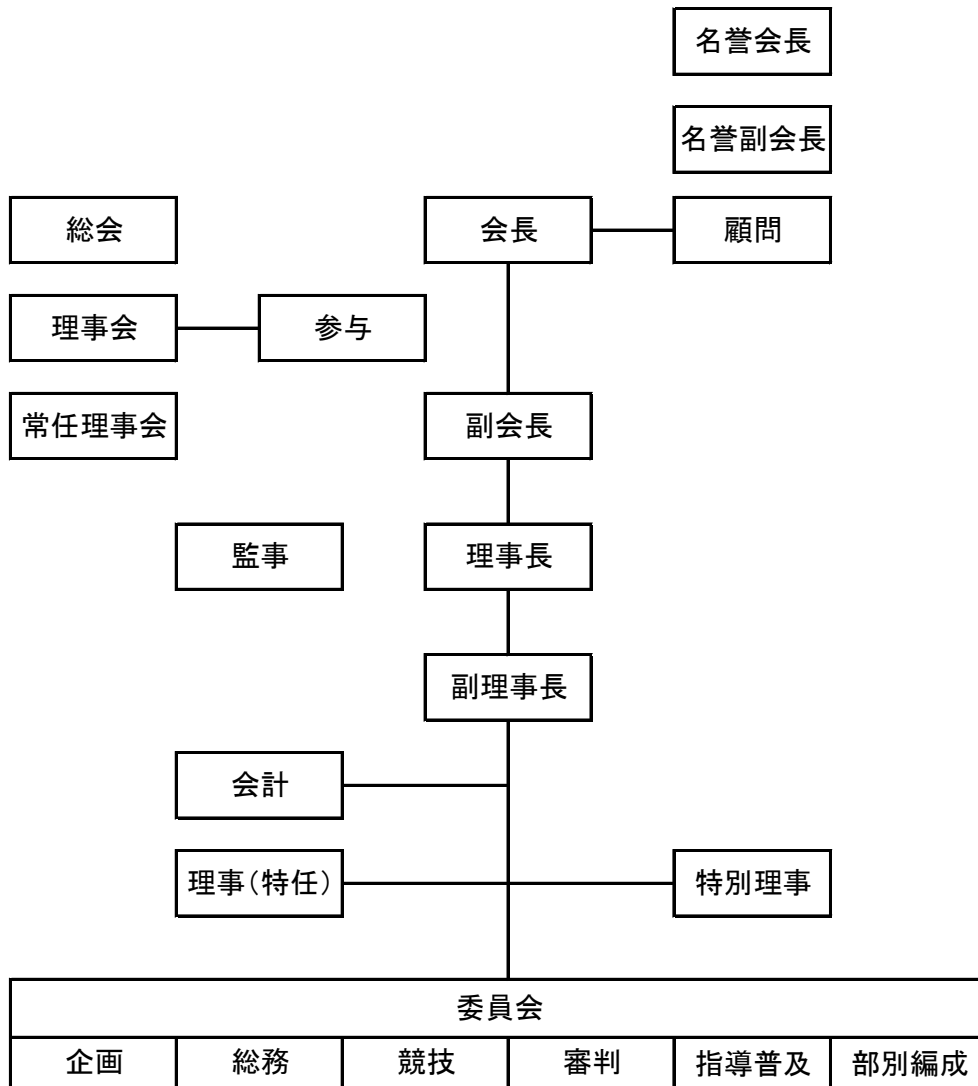 名誉会長
名誉副会長
総会
会長
顧問
理事会
参与
常任理事会
副会長
監事
理事長
副理事長
会計
理事(特任)
特別理事
委員会
企画
総務
競技
審判
指導普及
部別編成